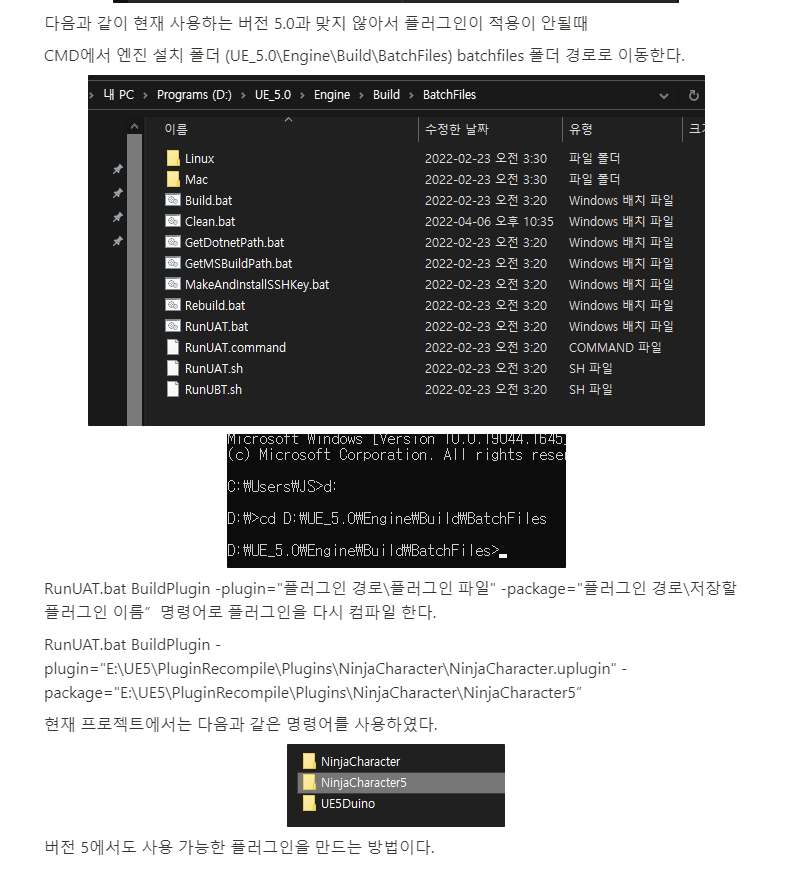 다음과 같이 현재 사용하는 버전 5.0과 맞지 않아서 플러그인이 적용이 안될때
CMD에서 엔진 설치 폴더 (UE_5.0\Engine\Build\BatchFiles) batchfiles 폴더 경로로 이동한다.
> 내 PC > Programs (D:) > UE_5.0 > Engine > Build > BatchFiles
이름 수정한 날짜 유형
Linux 2022-02-23 오전 3:30 파일 폴더
Mac 2022-02-23 오전 3:30 파일 폴더
Build.bat 2022-02-23 오전 3:20 Windows 배치 파일
Clean.bat 2022-04-06 오후 10:35 Windows 배치 파일
GetDotnetPath.bat 2022-02-23 오전 3:20 Windows 배치 파일
GetMSBuildPath.bat 2022-02-23 오전 3:20 Windows 배치 파일
MakeAndInstallSSHKey.bat 2022-02-23 오전 3:20 Windows 배치 파일
Rebuild.bat 2022-02-23 오전 3:20 Windows 배치 파일
RunUAT.bat 2022-02-23 오전 3:20 Windows 배치 파일
RunUAT.command 2022-02-23 오전 3:20 COMMAND 파일
RunUAT.sh 2022-02-23 오전 3:20 SH 파일
RunUBT.sh 2022-02-23 오전 3:20 SH 파일
Microsoft Windows [Version 10.0.19044.1645
(c) Microsoft Corporation. All rights rese
C:₩Users₩JS>d:
D:₩>cd D:₩UE_5.0₩Engine₩Build₩BatchFiles
D:₩UE_5.0₩Engine₩Build₩BatchFiles>
RunUAT.bat BuildPlugin -plugin="플러그인 경로\플러그인 파일" -package="플러그인 경로\저장할
플러그인 이름” 명령어로 플러그인을 다시 컴파일 한다.
RunUAT.bat BuildPlugin -
plugin="E:\UE5\PluginRecompile\Plugins\NinjaCharacter\NinjaCharacter.uplugin" -
package="E:\UE5\PluginRecompile\Plugins\NinjaCharacter\NinjaCharacter5”
현재 프로젝트에서는 다음과 같은 명령어를 사용하였다.
NinjaCharacter
NinjaCharacter5
UE5Duino
버전 5에서도 사용 가능한 플러그인을 만드는 방법이다.